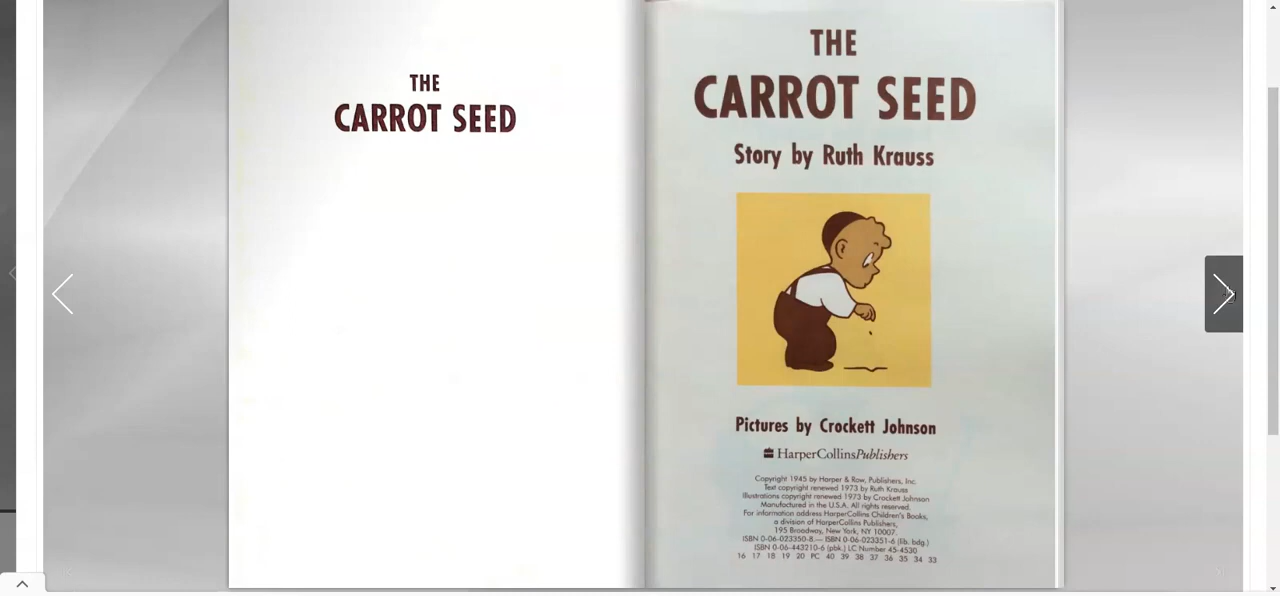 THE
CARROT SEED
THE
CARROT SEED
Story by Ruth Krauss
Pictures by Crockett Johnson
HarperCollinsPublishers
Copyright 1945 by Harper & Row, Publishers, Inc.
Text copyright renewed 1973 by Ruth Krauss
Illustrations copyright renewed 1973 by Crockett Johnson
Manufactured in the U.S.A. All rights reserved.
For information address HarperCollins Children's Books,
a division of HarperCollins Publishers,
195 Broadway, New York, NY 10007.
ISBN 0-06-023350-8.— ISBN 0-06-023351-6 (lib. bdg.)
ISBN 0-06-443210-6 (pbk.) LC Number 45-4530
16 17 18 19 20 PC 40 39 38 37 36 35 34 33